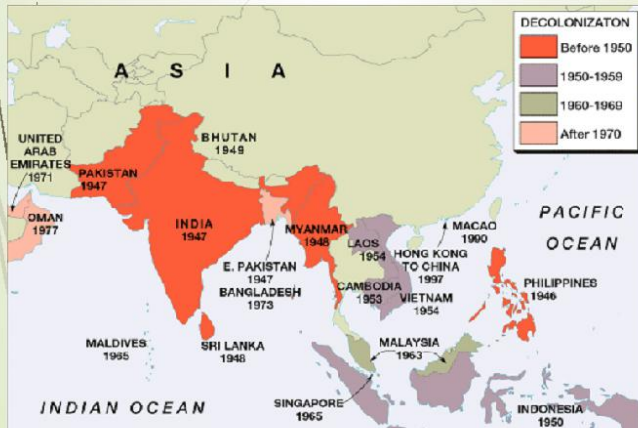 DECOLONIZATON
Before 1950
1950-1959
1960-1969
After 1970
ASIA
UNITED
ARAB
EMIRATES
1971
OMAN
1977
PAKISTAN
1947
BHUTAN
1949
INDIA
1947
E. PAKISTAN
1947
BANGLADESH
1973
MYANMAR
1948
LAOS
1954
MACAO
1990
HONG KONG
TO CHINA
1997
CAMBODIA
1953
VIETNAM
1954
PHILIPPINES
1946
PACIFIC
OCEAN
MALDIVES
1965
SRI LANKA
1948
MALAYSIA
1963
SINGAPORE
1965
INDONESIA
1950
INDIAN OCEAN